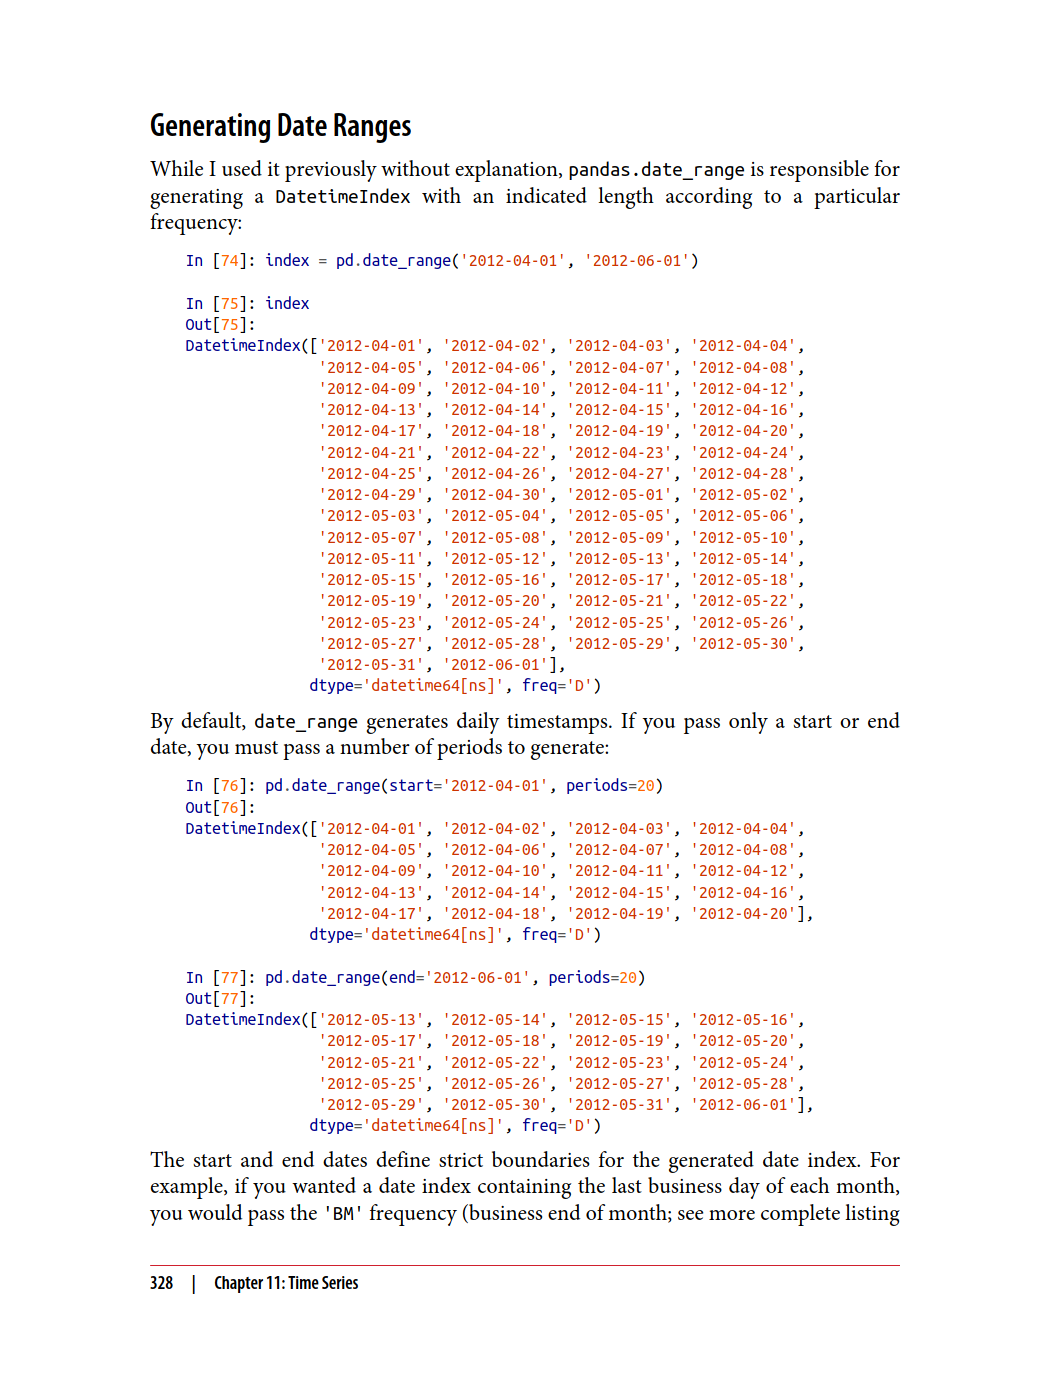 Generating Date Ranges
While I used it previously without explanation, pandas.date_range is responsible for
generating a DatetimeIndex with an indicated length according to a particular
frequency:
In [74]: index = pd.date_range('2012-04-01', '2012-06-01')
In [75]: index
Out[75]:
DatetimeIndex(['2012-04-01', '2012-04-02', '2012-04-03', '2012-04-04',
'2012-04-05', '2012-04-06', '2012-04-07', '2012-04-08',
'2012-04-09', '2012-04-10', '2012-04-11', '2012-04-12',
'2012-04-13', '2012-04-14', '2012-04-15', '2012-04-16',
'2012-04-17', '2012-04-18', '2012-04-19', '2012-04-20',
'2012-04-21', '2012-04-22', '2012-04-23', '2012-04-24',
'2012-04-25', '2012-04-26', '2012-04-27', '2012-04-28',
'2012-04-29', '2012-04-30', '2012-05-01', '2012-05-02',
'2012-05-03', '2012-05-04', '2012-05-05', '2012-05-06',
'2012-05-07', '2012-05-08', '2012-05-09', '2012-05-10',
'2012-05-11', '2012-05-12', '2012-05-13', '2012-05-14',
'2012-05-15', '2012-05-16', '2012-05-17', '2012-05-18',
'2012-05-19', '2012-05-20', '2012-05-21', '2012-05-22',
'2012-05-23', '2012-05-24', '2012-05-25', '2012-05-26',
'2012-05-27', '2012-05-28', '2012-05-29', '2012-05-30',
'2012-05-31', '2012-06-01'],
dtype='datetime64[ns]', freq='D')
By default, date_range generates daily timestamps. If you pass only a start or end
date, you must pass a number of periods to generate:
In [76]: pd.date_range(start='2012-04-01', periods=20)
Out[76]:
DatetimeIndex(['2012-04-01', '2012-04-02', '2012-04-03', '2012-04-04',
'2012-04-05', '2012-04-06', '2012-04-07', '2012-04-08',
'2012-04-09', '2012-04-10', '2012-04-11', '2012-04-12',
'2012-04-13', '2012-04-14', '2012-04-15', '2012-04-16',
'2012-04-17', '2012-04-18', '2012-04-19', '2012-04-20'],
dtype='datetime64[ns]', freq='D')
In [77]: pd.date_range(end='2012-06-01', periods=20)
Out[77]:
DatetimeIndex(['2012-05-13', '2012-05-14', '2012-05-15', '2012-05-16',
'2012-05-17', '2012-05-18', '2012-05-19', '2012-05-20',
'2012-05-21', '2012-05-22', '2012-05-23', '2012-05-24',
'2012-05-25', '2012-05-26', '2012-05-27', '2012-05-28',
'2012-05-29', '2012-05-30', '2012-05-31', '2012-06-01'],
dtype='datetime64[ns]', freq='D')
The start and end dates define strict boundaries for the generated date index. For
example, if you wanted a date index containing the last business day of each month,
you would pass the 'BM' frequency (business end of month; see more complete listing
328 | Chapter 11: Time Series